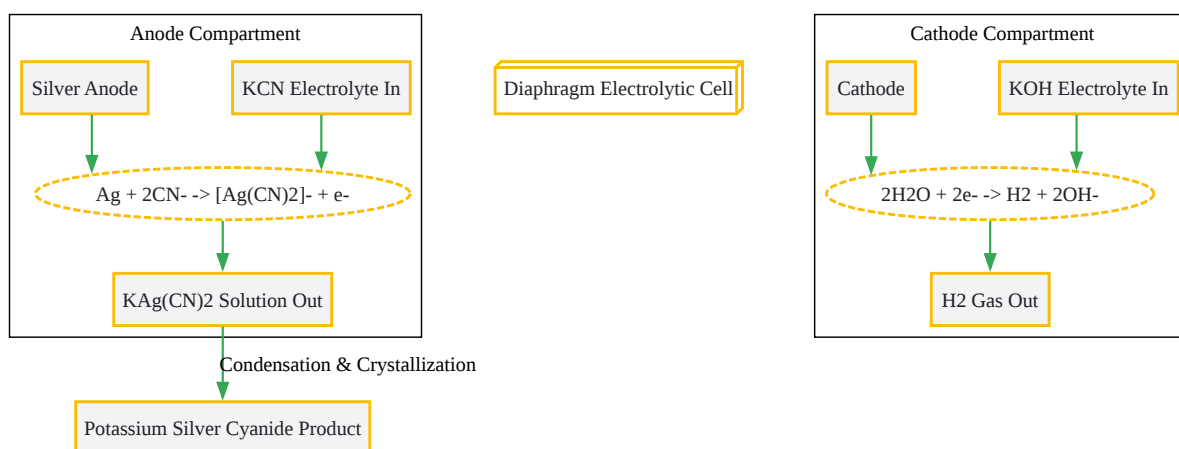 Anode Compartment
Cathode Compartment
Silver Anode
KCN Electrolyte In
Diaphragm Electrolytic Cell
Cathode
KOH Electrolyte In
Ag + 2CN- -> [Ag(CN)2]- + e-
2H2O + 2e- -> H2 + 2OH-
KAg(CN)2 Solution Out
H2 Gas Out
Condensation & Crystallization
Potassium Silver Cyanide Product